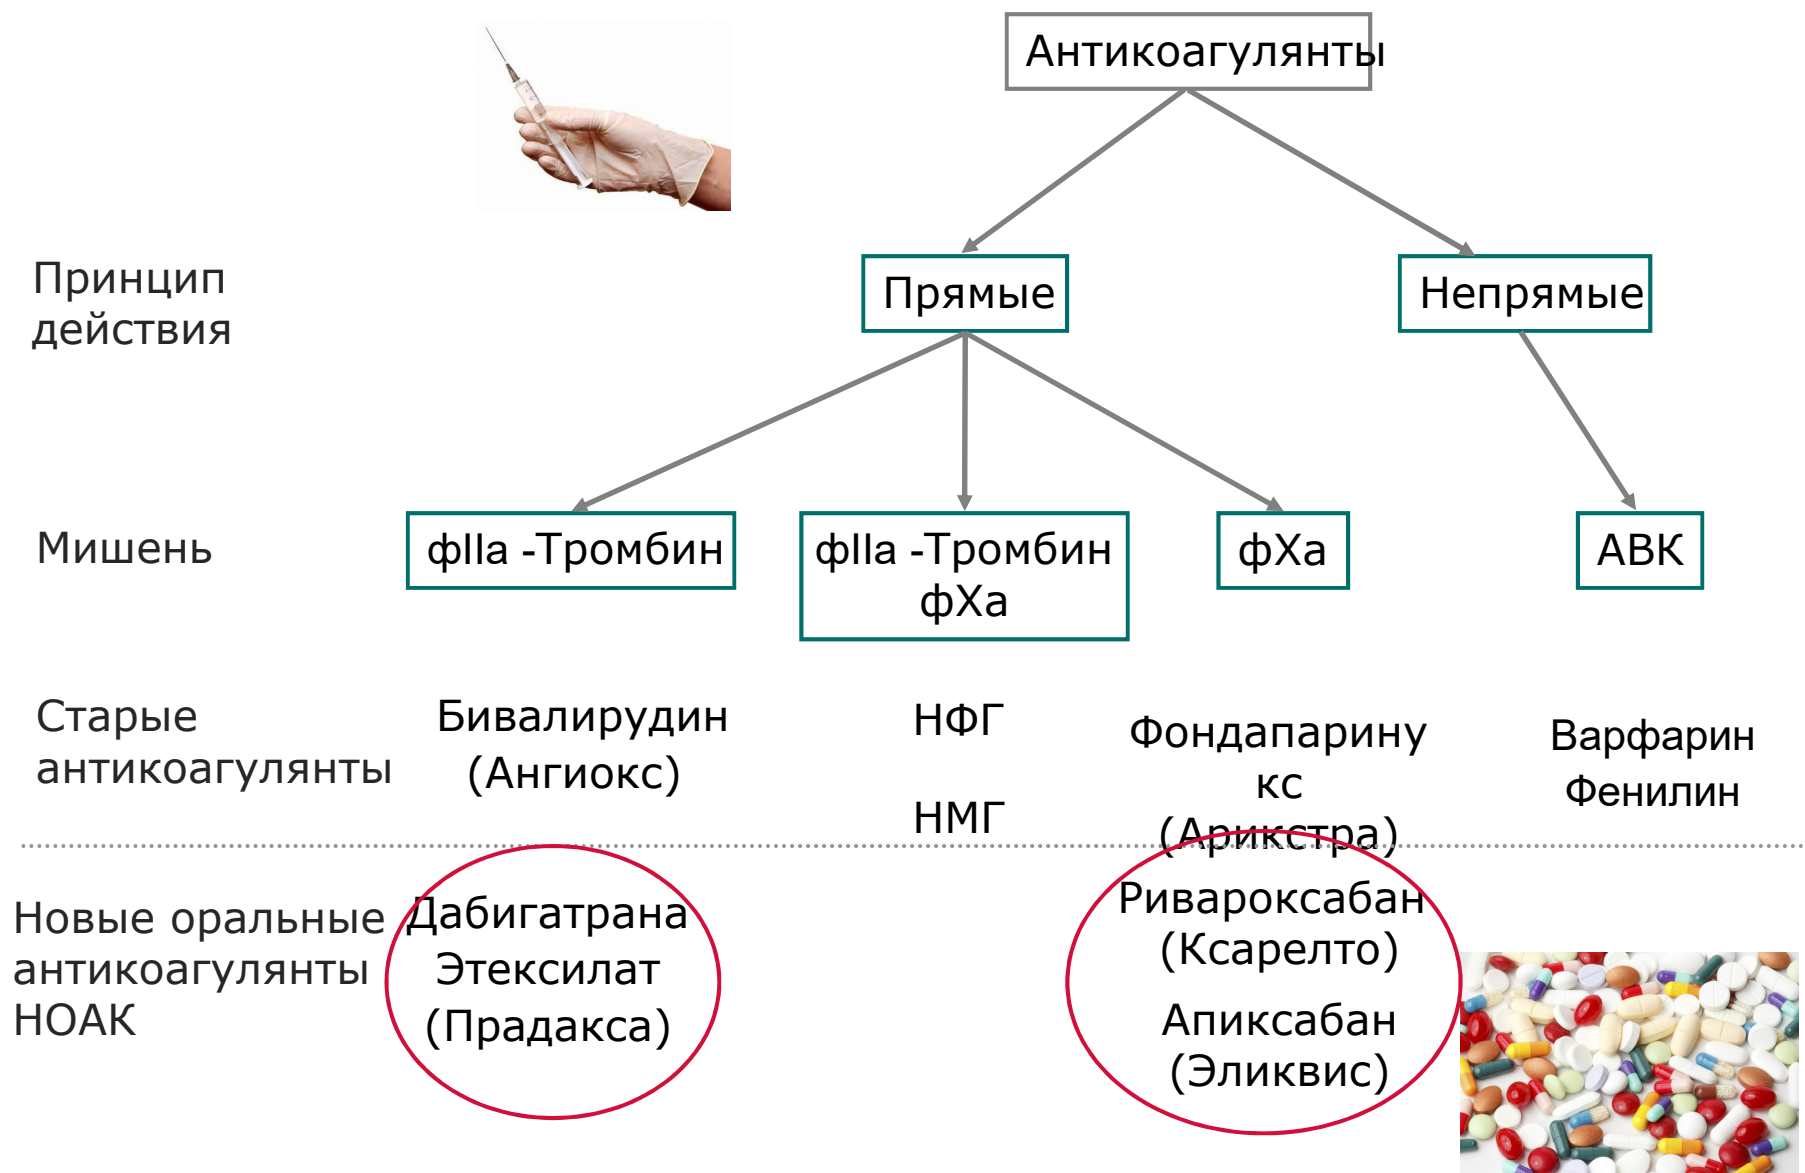 Антикоагулянты
Принцип
действия
Прямые
Непрямые
Мишень
фIIa -Тромбин
фIIa -Тромбин
фХа
фХа
АВК
Старые
антикоагулянты
Бивалирудин
(Ангиокс)
НФГ
НМГ
Фондапарину
кс
(Арикстра)
Варфарин
Фенилин
Новые оральные
антикоагулянты
НОАК
Дабигатрана
Этексилат
(Прадакса)
Ривароксабан
(Ксарелто)
Апиксабан
(Эликвис)